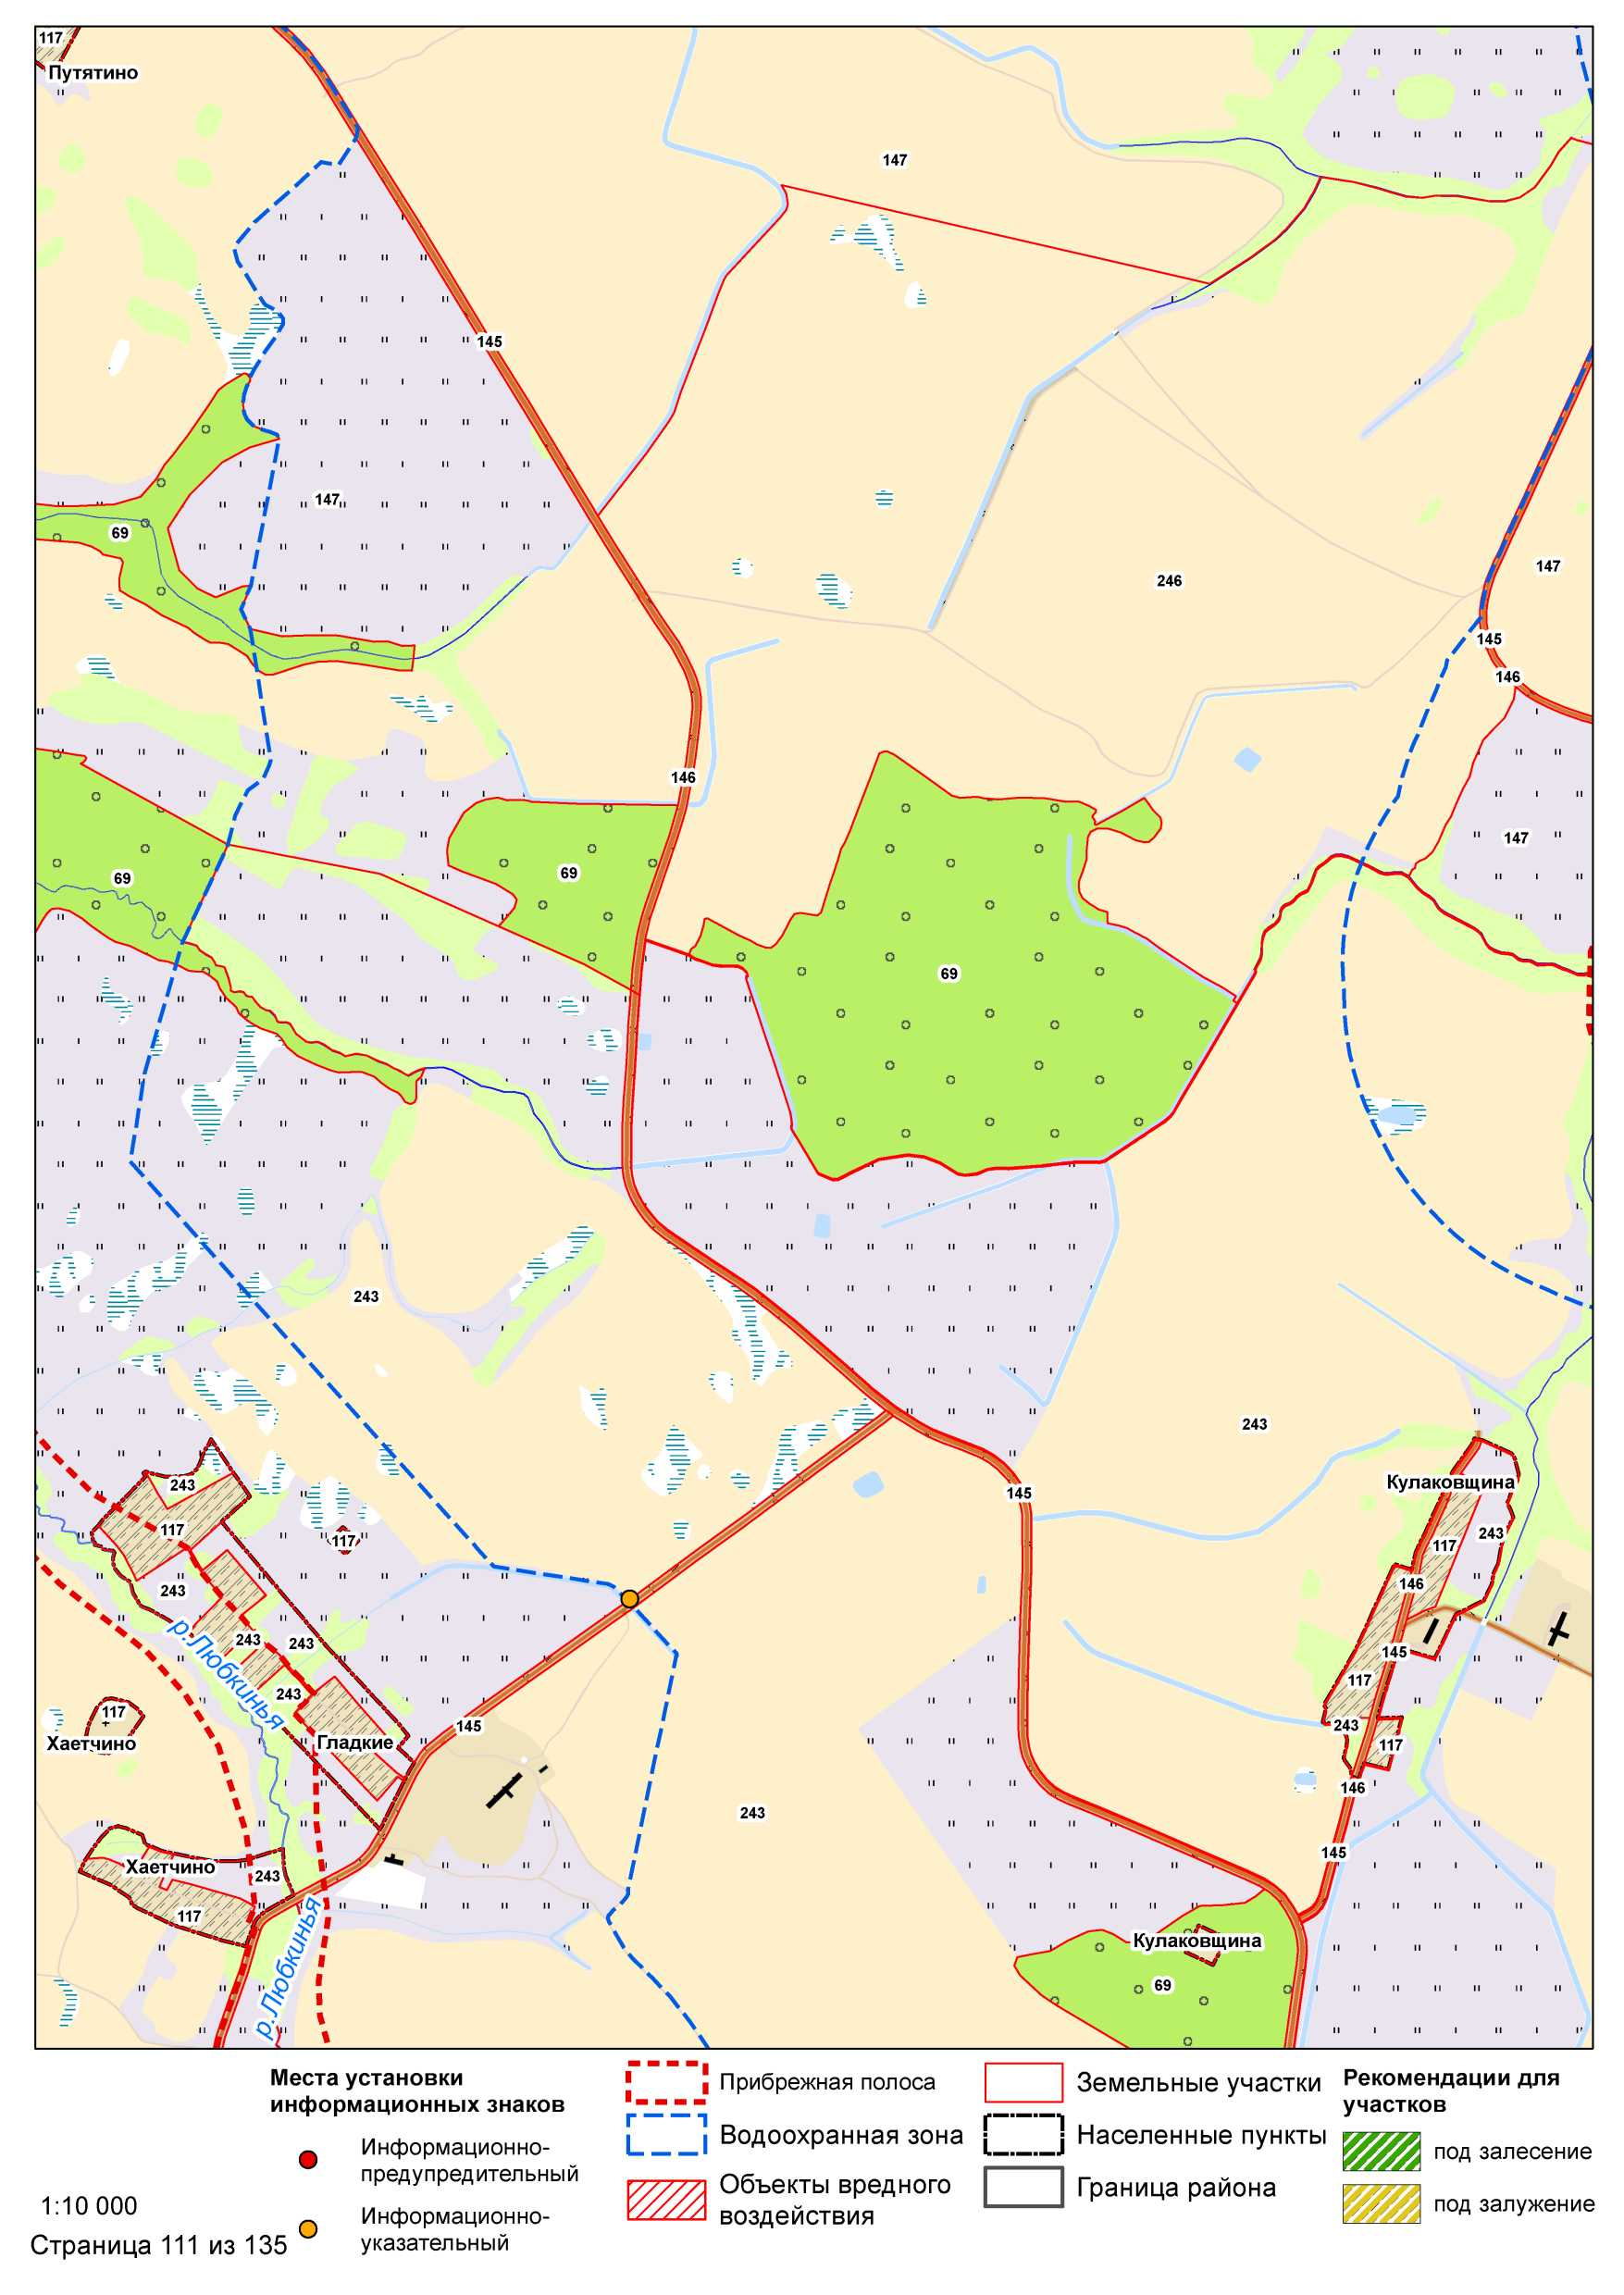 117
Путятино
147
145
147
69
246
147
145
146
146
147
69
69
69
243
243
145
Кулаковщина
243
117
243
117
117
146
243
243
243
145
р.Любкинья
243
117
117
145
243
Гладкие
117
Хаетчино
146
243
145
Хаетчино
243
117
Кулаковщина
69
р.Любкинья
Места установки
информационных знаков
Информационно-
предупредительный
Информационно-
указательный
Прибрежная полоса
Водоохранная зона
Объекты вредного
воздействия
Земельные участки
Населенные пункты
Граница района
Рекомендации для
участков
под залесение
под залужение
1:10 000
Страница 111 из 135